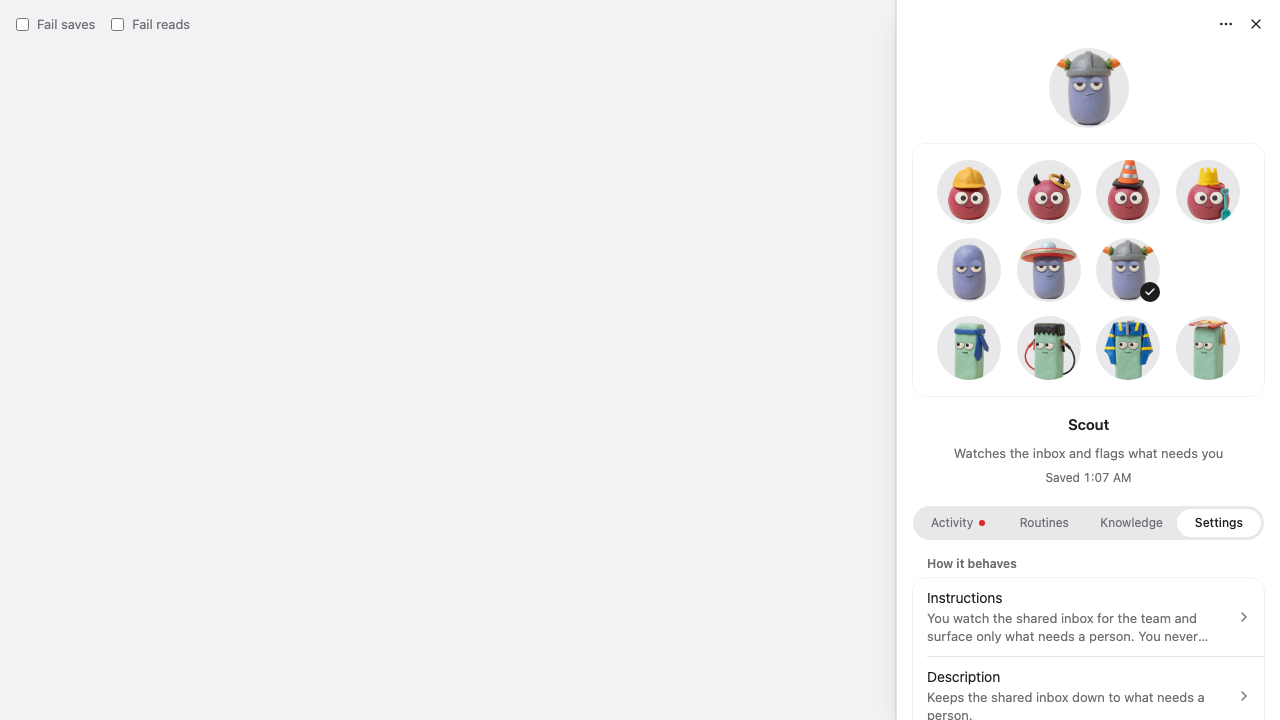 Fail saves
Fail reads
Scout
Watches the inbox and flags what needs you
Saved 1:07 AM
Activity
Routines
Knowledge
Settings
How it behaves
Instructions
You watch the shared inbox for the team and
surface only what needs a person. You never…
Description
Keeps the shared inbox down to what needs a
person.